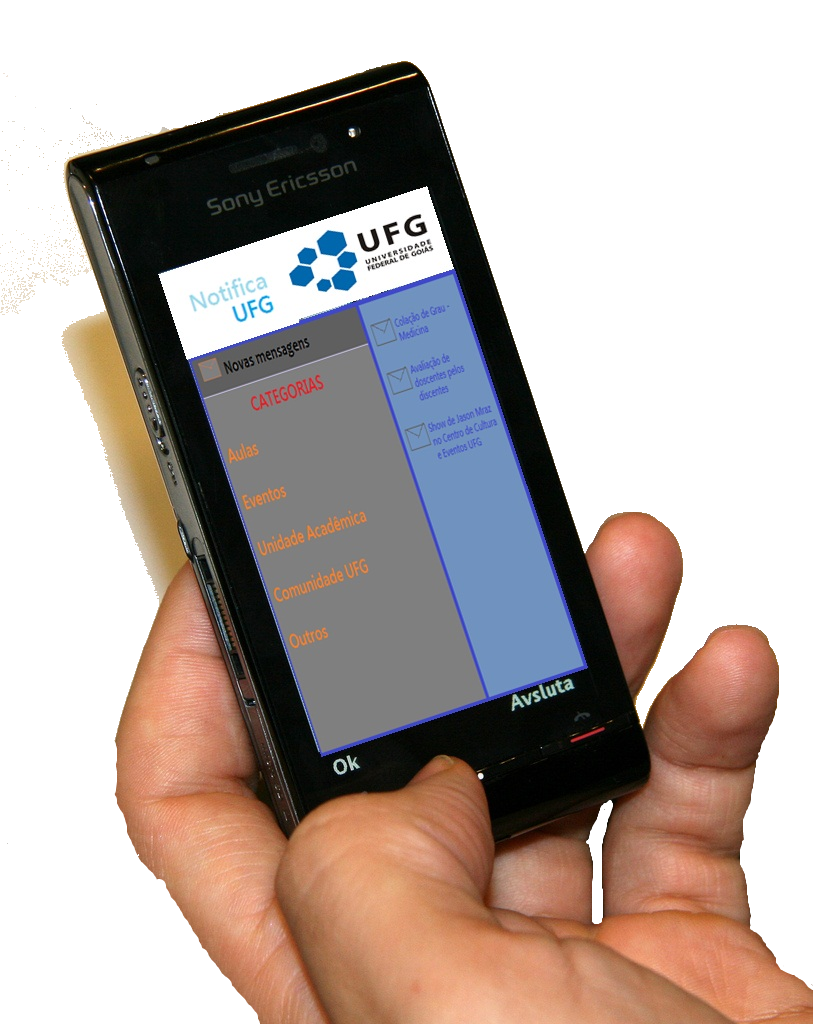 Sony Ericsson
Notifica
UFG
UFG
UNIVERSIDADE
FEDERAL DE GOIÁS
Novas mensagens
CATEGORIAS
Aulas
Eventos
Unidade Acadêmica
Comunidade UFG
Outros
Colação de Grau -
Medicina
Avaliação de
doscentes pelos
discentes
Show de Jason Mraz
no Centro de Cultura
e Eventos UFG
Ok
Avsluta